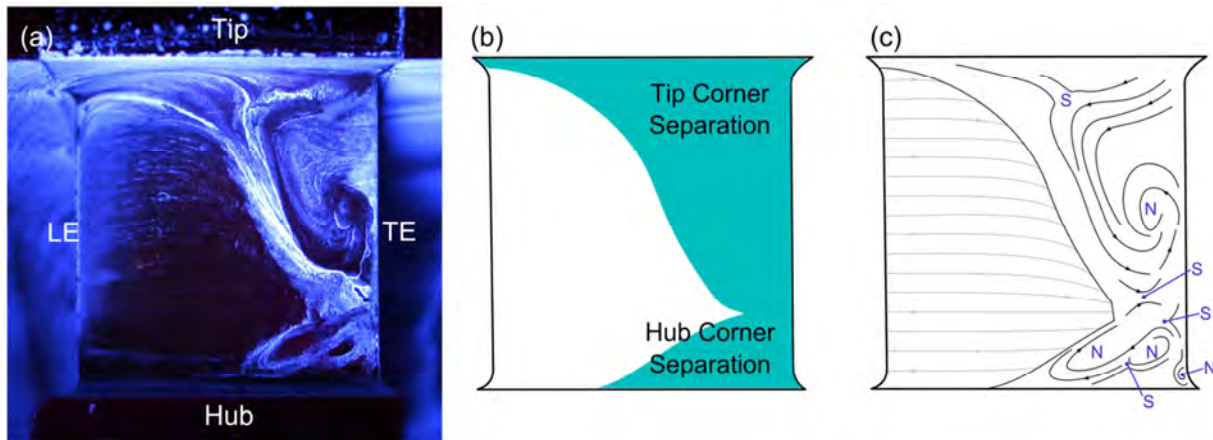 (a)
Tip
LE
TE
Hub
(b)
Tip Corner
Separation
Hub Corner
Separation
(c)
S
N
S
S
N
N
N
S